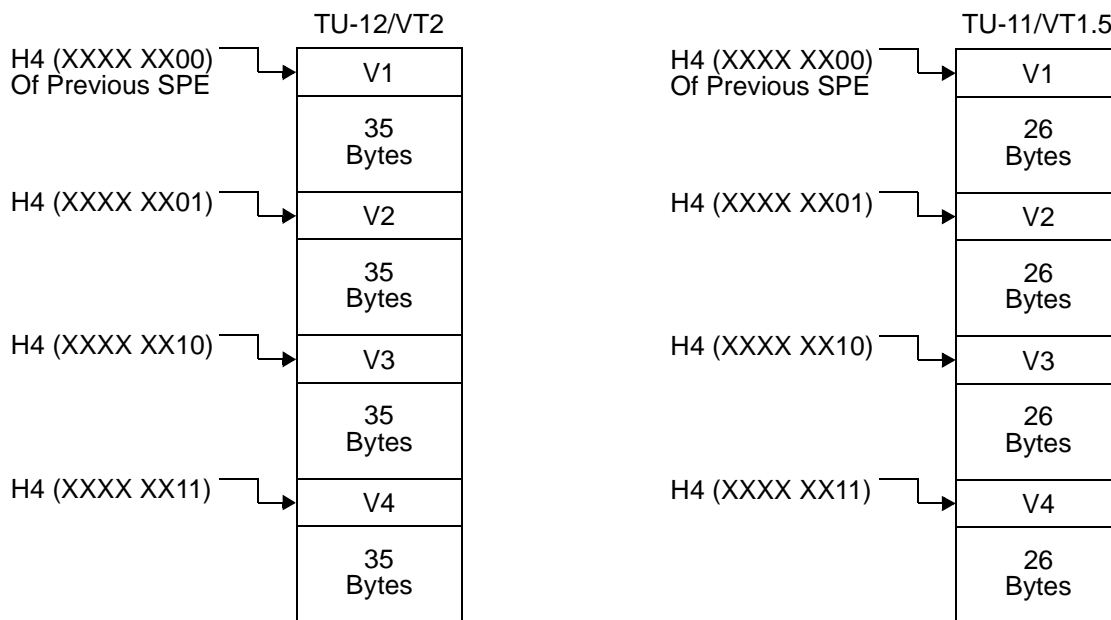 TU-12/VT2
H4 (XXXX XX00)
Of Previous SPE
V1
35
Bytes
H4 (XXXX XX01)
V2
35
Bytes
H4 (XXXX XX10)
V3
35
Bytes
H4 (XXXX XX11)
V4
35
Bytes
TU-11/VT1.5
H4 (XXXX XX00)
Of Previous SPE
V1
26
Bytes
H4 (XXXX XX01)
V2
26
Bytes
H4 (XXXX XX10)
V3
26
Bytes
H4 (XXXX XX11)
V4
26
Bytes